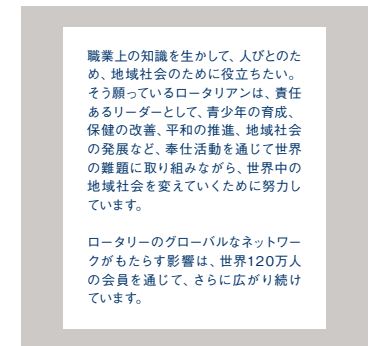 職業上の知識を生かして、人びとのた
め、地域社会のために役立ちたい。
そう願っているロータリアンは、責任
あるリーダーとして、青少年の育成、
保健の改善、平和の推進、地域社会
の発展など、奉仕活動を通じて世界
の難題に取り組みながら、世界中の
地域社会を変えていくために努力し
ています。
ロータリーのグローバルなネットワー
クがもたらす影響は、世界120万人
の会員を通じて、さらに広がり続け
ています。